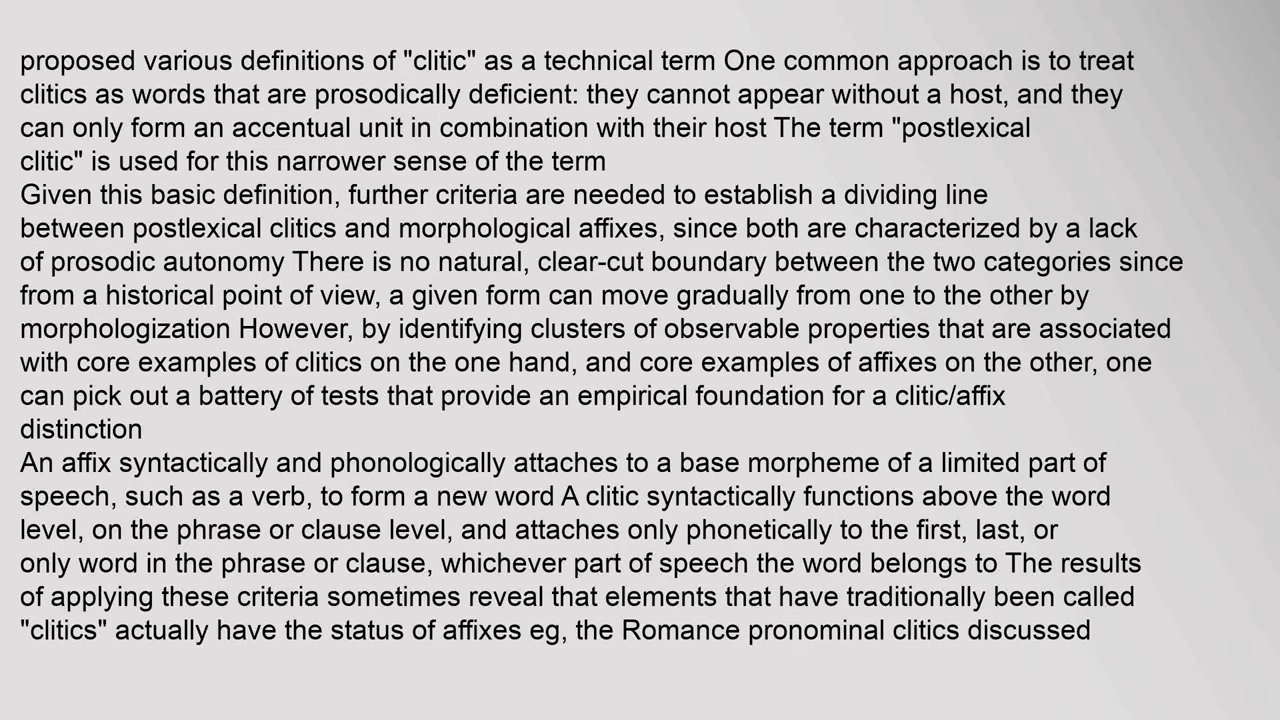 proposed various definitions of "clitic" as a technical term One common approach is to treat
clitics as words that are prosodically deficient: they cannot appear without a host, and they
can only form an accentual unit in combination with their host The term "postlexical
clitic" is used for this narrower sense of the term
Given this basic definition, further criteria are needed to establish a dividing line
between postlexical clitics and morphological affixes, since both are characterized by a lack
of prosodic autonomy There is no natural, clear-cut boundary between the two categories since
from a historical point of view, a given form can move gradually from one to the other by
morphologization However, by identifying clusters of observable properties that are associated
with core examples of clitics on the one hand, and core examples of affixes on the other, one
can pick out a battery of tests that provide an empirical foundation for a clitic/affix
distinction
An affix syntactically and phonologically attaches to a base morpheme of a limited part of
speech, such as a verb, to form a new word A clitic syntactically functions above the word
level, on the phrase or clause level, and attaches only phonetically to the first, last, or
only word in the phrase or clause, whichever part of speech the word belongs to The results
of applying these criteria sometimes reveal that elements that have traditionally been called
"clitics" actually have the status of affixes eg, the Romance pronominal clitics discussed